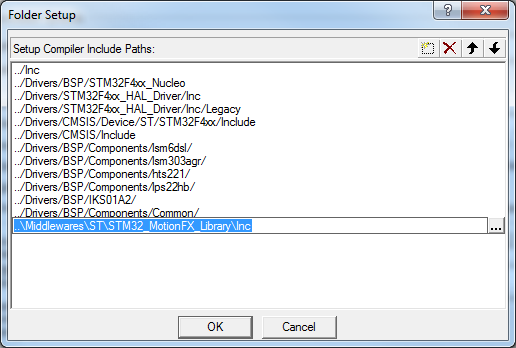 Folder Setup
Setup Compiler Include Paths:
../Inc
../Drivers/BSP/STM32F4xx_Nucleo
../Drivers/STM32F4xx_HAL_Driver/Inc
../Drivers/STM32F4xx_HAL_Driver/Inc/Legacy
../Drivers/CMSIS/Device/ST/STM32F4xx/Include
../Drivers/CMSIS/Include
../Drivers/BSP/Components/lsm6dsl/
../Drivers/BSP/Components/lsm303agr/
../Drivers/BSP/Components/hts221/
../Drivers/BSP/Components/lps22hb/
../Drivers/BSP/IKS01A2/
../Drivers/BSP/Components/Common/
..\Middlewares\ST\STM32_MotionFX_Library\Inc
...
OK
Cancel